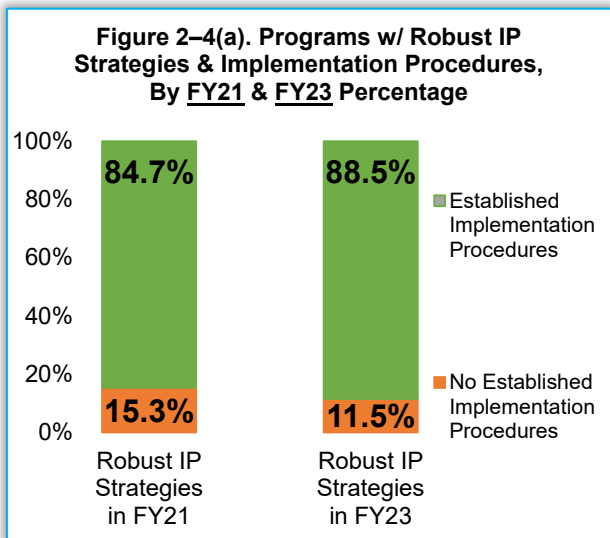 Figure 2–4(a). Programs w/ Robust IP
Strategies & Implementation Procedures,
By FY21 & FY23 Percentage
100%
80%
60%
40%
20%
0%
84.7%
15.3%
88.5%
11.5%
Robust IP
Strategies
in FY21
Robust IP
Strategies
in FY23
Established
Implementation
Procedures
No Established
Implementation
Procedures